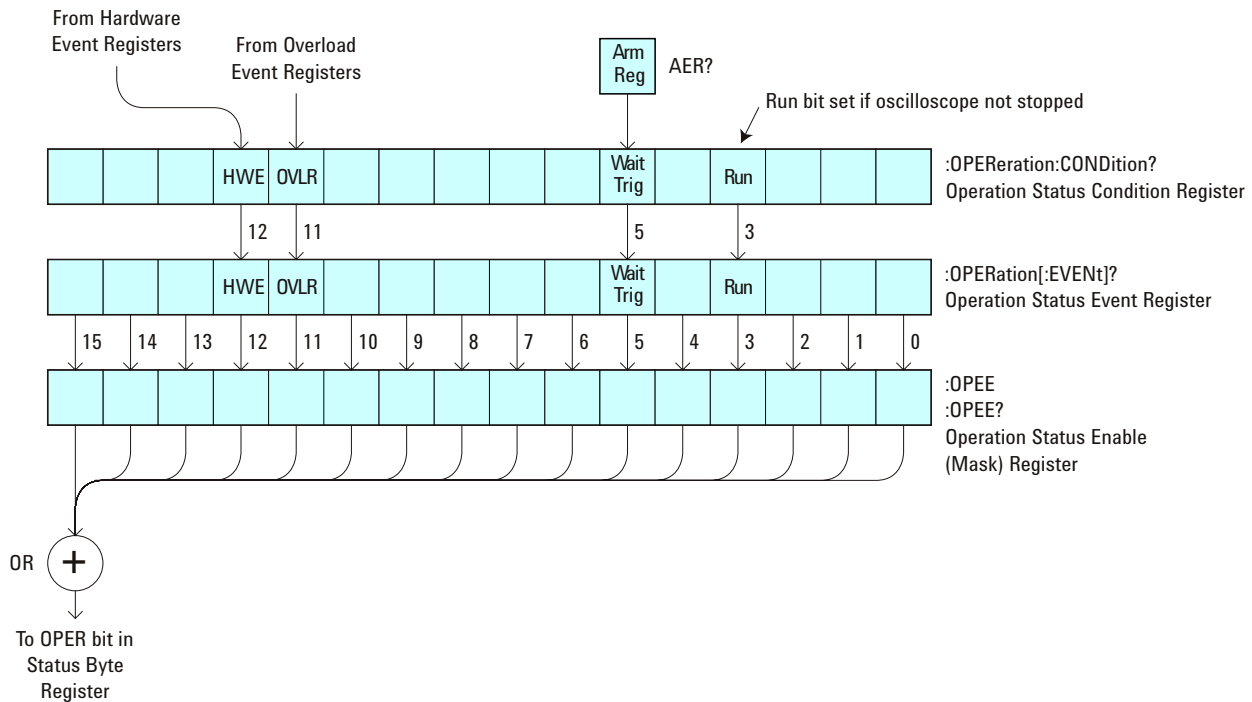 From Hardware
Event Registers
From Overload
Event Registers
Arm
Reg
AER?
Run bit set if oscilloscope not stopped
HWE
OVLR
Wait
Trig
Run
:OPEReration:CONDition?
Operation Status Condition Register
12
11
5
3
HWE
OVLR
Wait
Trig
Run
:OPERation[:EVENt]?
Operation Status Event Register
15
14
13
12
11
10
9
8
7
6
5
4
3
2
1
0
:OPEE
:OPEE?
Operation Status Enable
(Mask) Register
OR
+
To OPER bit in
Status Byte
Register